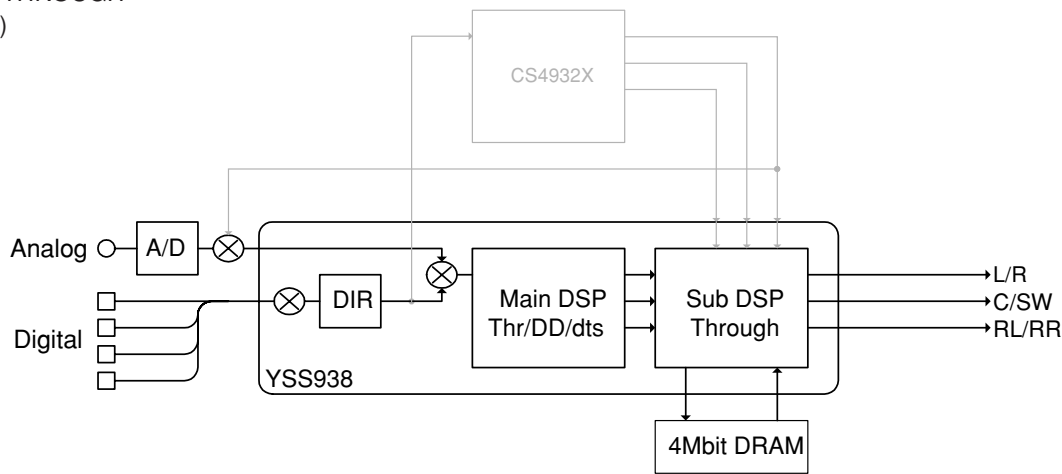 )
CS4932X
Analog
A/D
DIR
Main DSP
Thr/DD/dts
Sub DSP
Through
L/R
C/SW
RL/RR
Digital
YSS938
4Mbit DRAM